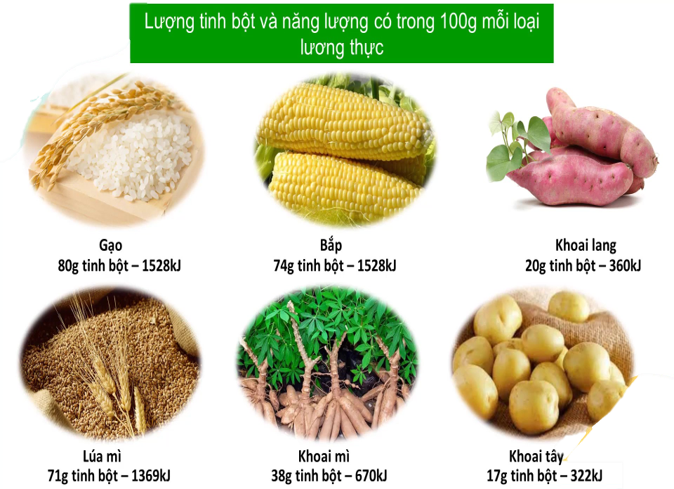 Lượng tinh bột và năng lượng có trong 100g mỗi loại
lương thực
Gạo
80g tinh bột – 1528kJ
Bắp
74g tinh bột – 1528kJ
Khoai lang
20g tinh bột – 360kJ
Lúa mì
71g tinh bột – 1369kJ
Khoai mì
38g tinh bột – 670kJ
Khoai tây
17g tinh bột – 322kJ